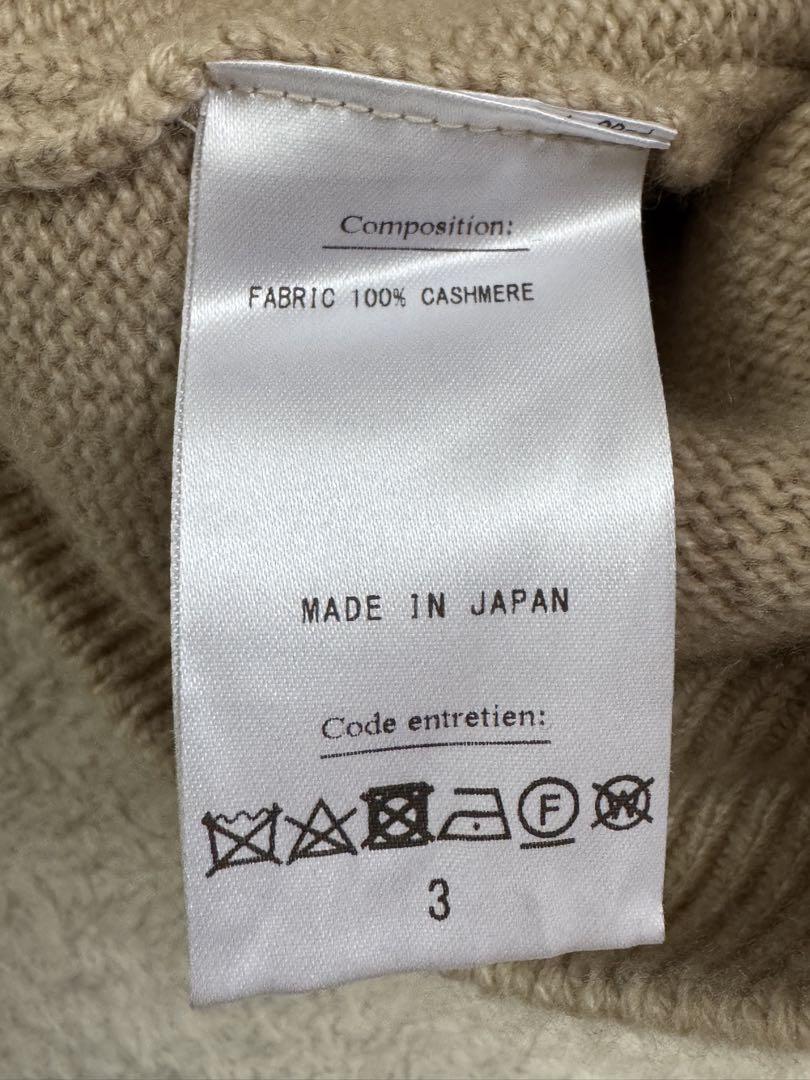 Composition:
FABRIC 100% CASHMERE
MADE IN JAPAN
Code entretien:
F W
3